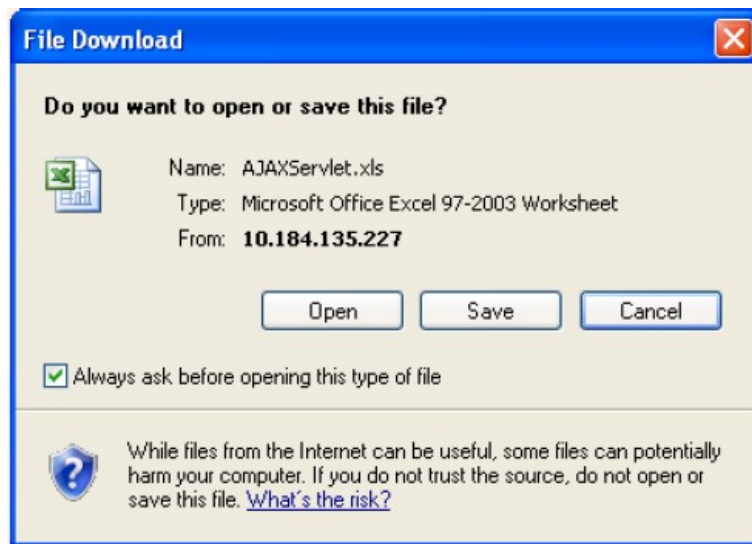 File Download
Do you want to open or save this file?
Name: AJAXServlet.xls
Type: Microsoft Office Excel 97-2003 Worksheet
From: 10.184.135.227
Open Save Cancel
Always ask before opening this type of file
While files from the Internet can be useful, some files can potentially
harm your computer. If you do not trust the source, do not open or
save this file. What's the risk?